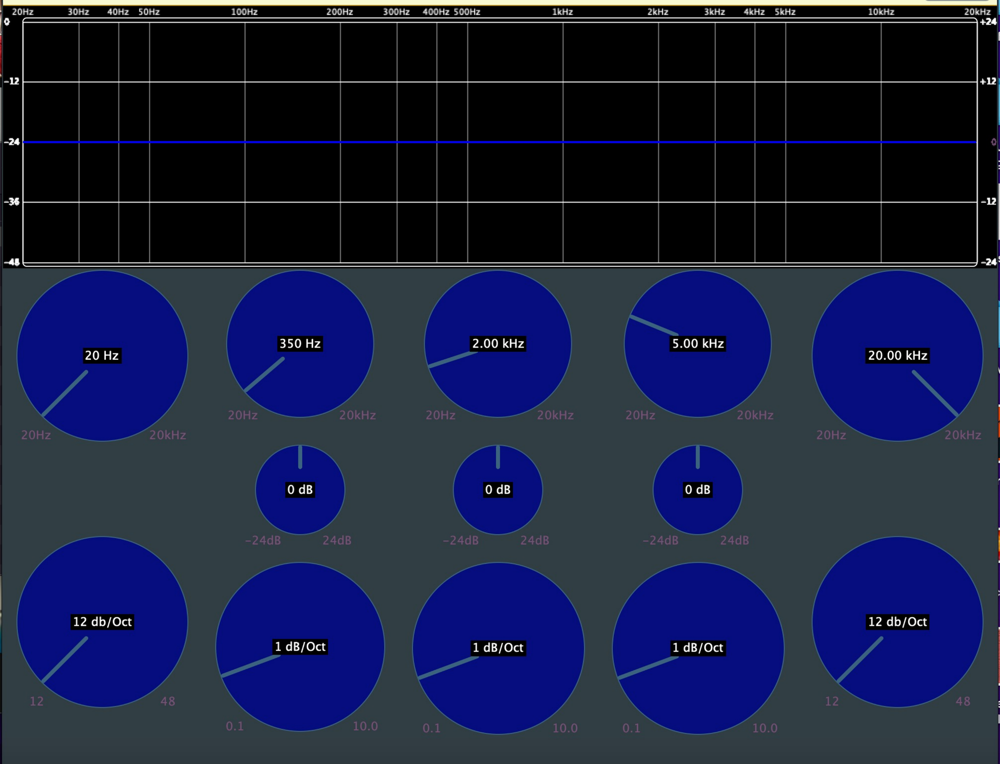 20Hz 30Hz 40Hz 50Hz 100Hz 200Hz 300Hz 400Hz 500Hz 1kHz 2kHz 3kHz 4kHz 5kHz 10kHz 20kHz
0 +24
-12 +12
-24 0
-36 -12
-48 -24
20 Hz 350 Hz 2.00 kHz 5.00 kHz 20.00 kHz
20Hz 20kHz 20Hz 20kHz 20Hz 20kHz 20Hz 20kHz 20Hz 20kHz
0 dB 0 dB 0 dB
-24dB 24dB -24dB 24dB -24dB 24dB
12 db/Oct 1 dB/Oct 1 dB/Oct 1 dB/Oct 12 db/Oct
12 48 0.1 10.0 0.1 10.0 0.1 10.0 12 48